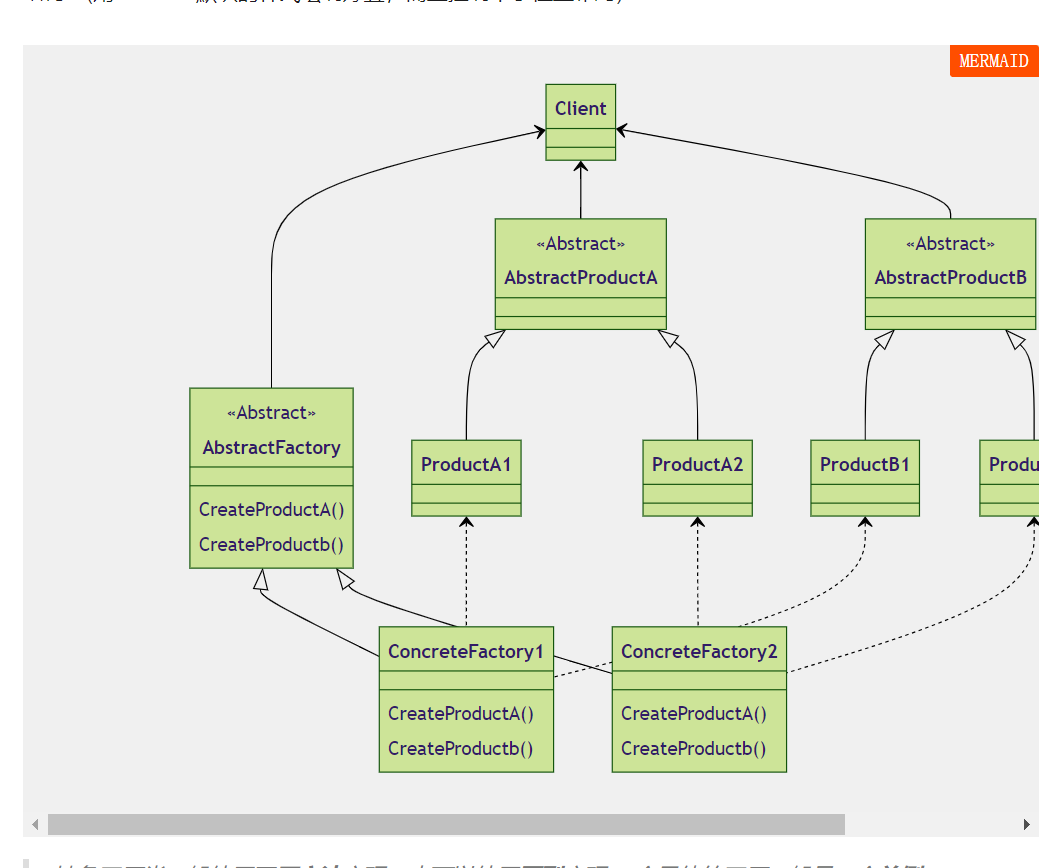 MERMAID
Client
«Abstract»
AbstractProductA
«Abstract»
AbstractProductB
«Abstract»
AbstractFactory
CreateProductA()
CreateProductb()
ProductA1
ProductA2
ProductB1
Produ
ConcreteFactory1
CreateProductA()
CreateProductb()
ConcreteFactory2
CreateProductA()
CreateProductb()